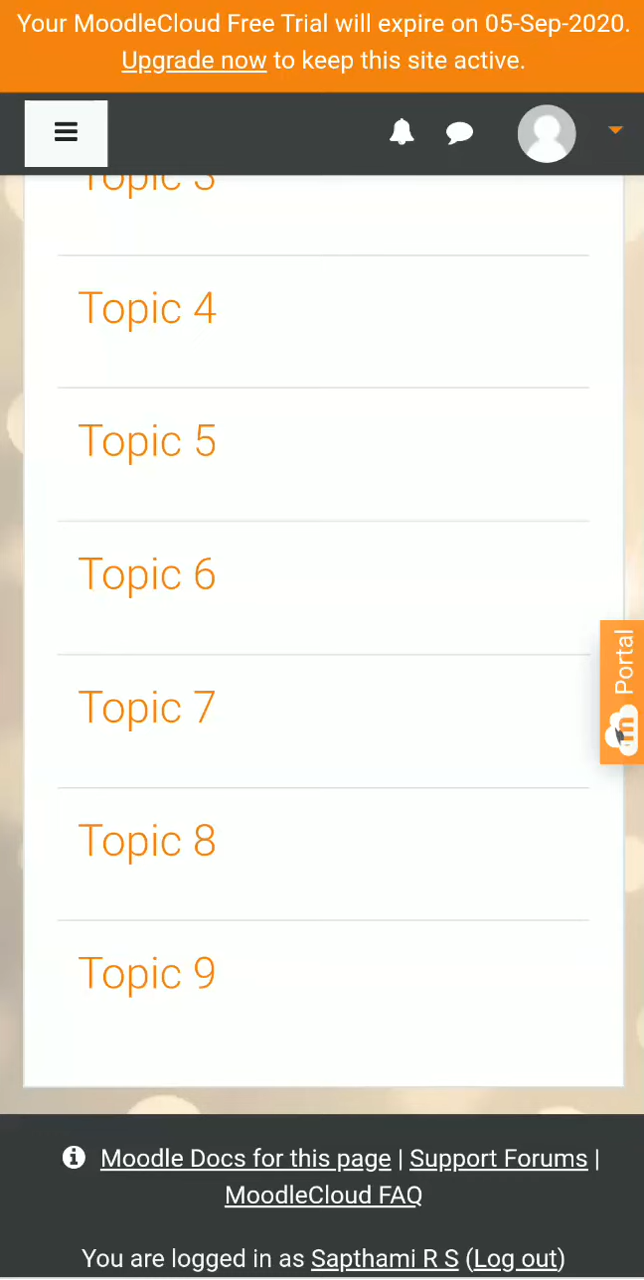 Your MoodleCloud Free Trial will expire on 05-Sep-2020.
Upgrade now to keep this site active.
Topic 3
Topic 4
Topic 5
Topic 6
Topic 7
Portal
Topic 8
Topic 9
Moodle Docs for this page | Support Forums |
MoodleCloud FAQ
You are logged in as Sapthami R S (Log out)